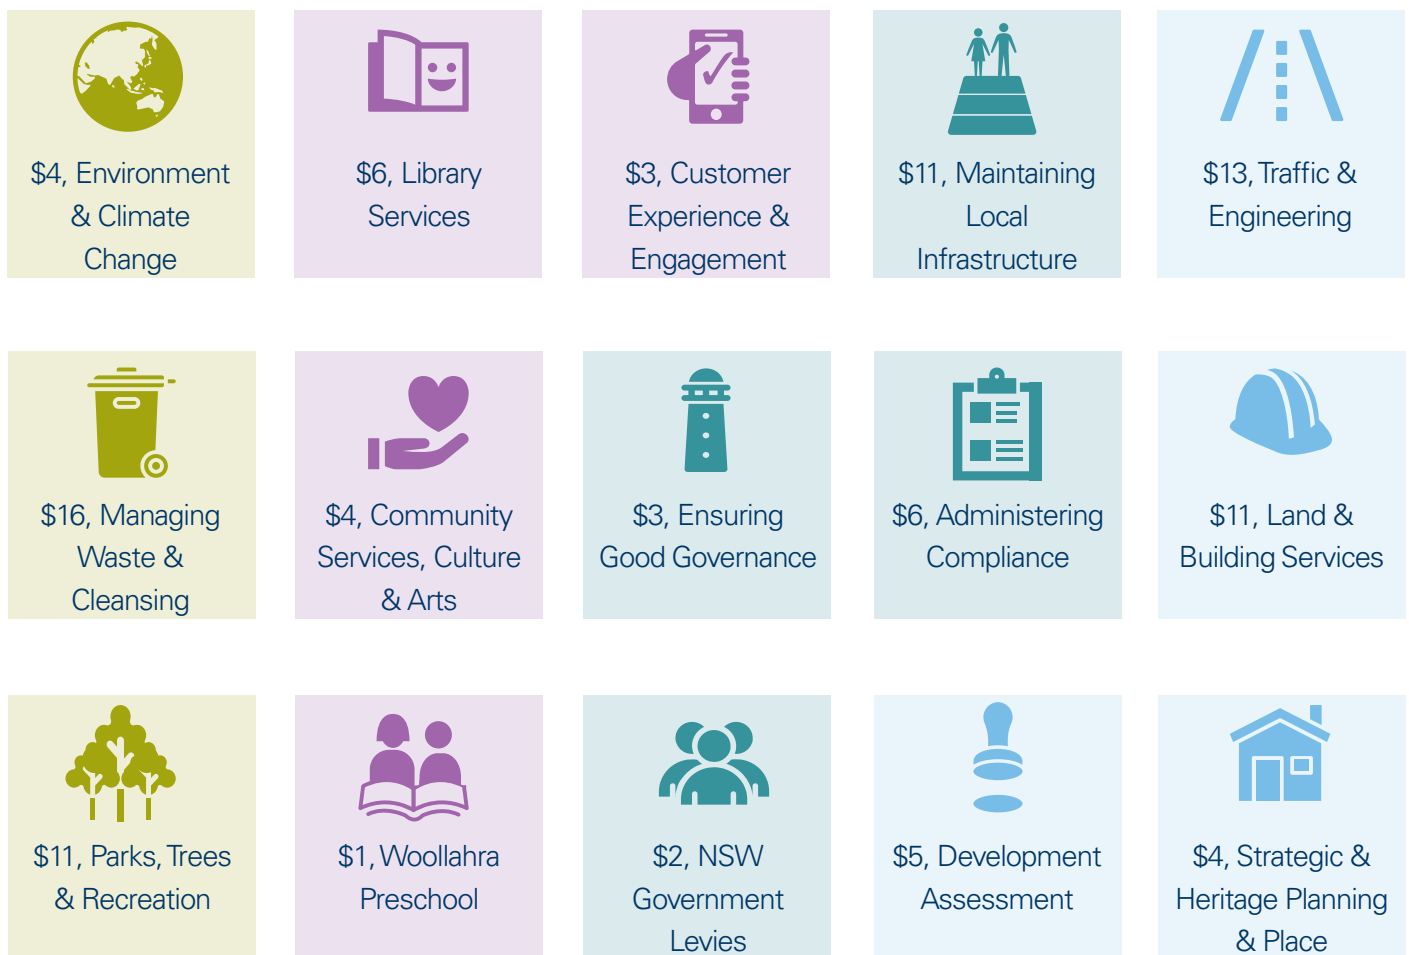 $4, Environment
& Climate
Change
$6, Library
Services
$3, Customer
Experience &
Engagement
$11, Maintaining
Local
Infrastructure
$13, Traffic &
Engineering
$16, Managing
Waste &
Cleansing
$4, Community
Services, Culture
& Arts
$3, Ensuring
Good Governance
$6, Administering
Compliance
$11, Land &
Building Services
$11, Parks, Trees
& Recreation
$1, Woollahra
Preschool
$2, NSW
Government
Levies
$5, Development
Assessment
$4, Strategic &
Heritage Planning
& Place